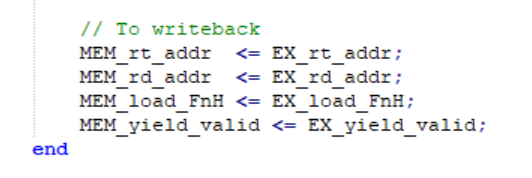 // To writeback
MEM_rt_addr  <= EX_rt_addr;
MEM_rd_addr  <= EX_rd_addr;
MEM_load_FnH <= EX_load_FnH;
MEM_yield_valid <= EX_yield_valid;
end